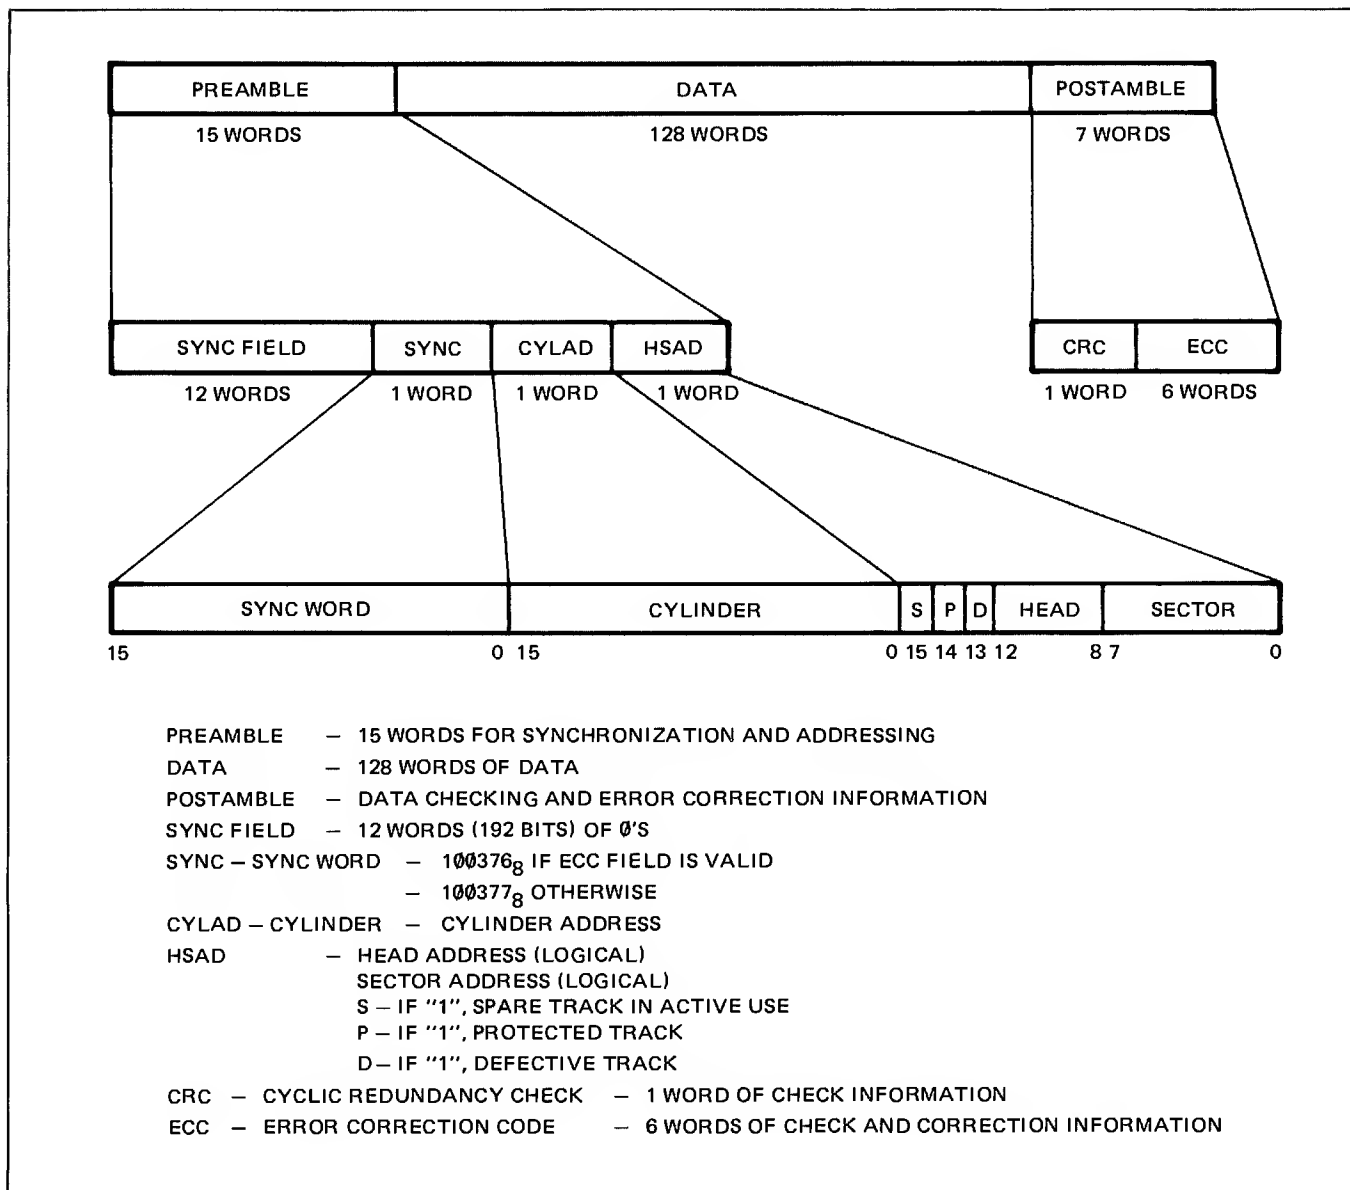 PREAMBLE DATA POSTAMBLE
15 WORDS 128 WORDS 7 WORDS
SYNC FIELD SYNC CYLAD HSAD CRC ECC
12 WORDS 1 WORD 1 WORD 1 WORD 1 WORD 6 WORDS
SYNC WORD CYLINDER S P D HEAD SECTOR
15 0 15 0 15 14 13 12 8 7 0
PREAMBLE – 15 WORDS FOR SYNCHRONIZATION AND ADDRESSING
DATA – 128 WORDS OF DATA
POSTAMBLE – DATA CHECKING AND ERROR CORRECTION INFORMATION
SYNC FIELD – 12 WORDS (192 BITS) OF Ø'S
SYNC – SYNC WORD – 1ØØ376₈ IF ECC FIELD IS VALID
– 1ØØ377₈ OTHERWISE
CYLAD – CYLINDER – CYLINDER ADDRESS
HSAD – HEAD ADDRESS (LOGICAL)
SECTOR ADDRESS (LOGICAL)
S – IF "1", SPARE TRACK IN ACTIVE USE
P – IF "1", PROTECTED TRACK
D – IF "1", DEFECTIVE TRACK
CRC – CYCLIC REDUNDANCY CHECK – 1 WORD OF CHECK INFORMATION
ECC – ERROR CORRECTION CODE – 6 WORDS OF CHECK AND CORRECTION INFORMATION